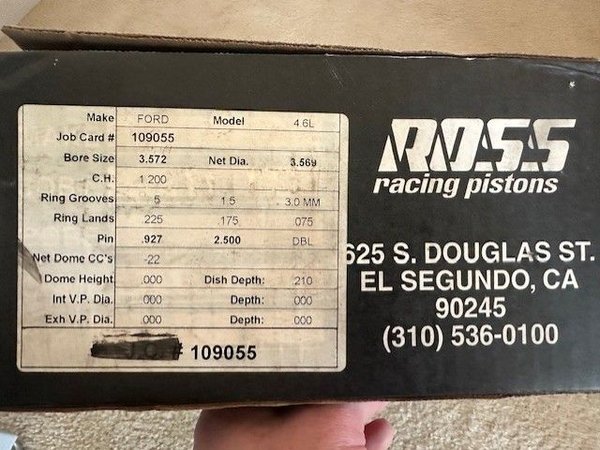 Make FORD Model 4.6L
Job Card # 109055
Bore Size 3.572 Net Dia. 3.569
C.H. 1 200
Ring Grooves 5 1.5 3.0 MM
Ring Lands .225 .175 .075
Pin .927 2.500 DBL
Net Dome CC's -22
Dome Height .000 Dish Depth: .210
Int V.P. Dia. .000 Depth: .000
Exh V.P. Dia. .000 Depth: .000
J.C. # 109055
ROSS
racing pistons
625 S. DOUGLAS ST.
EL SEGUNDO, CA
90245
(310) 536-0100